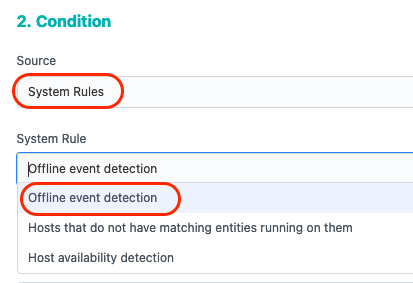 2. Condition
Source
System Rules
System Rule
Offline event detection
Offline event detection
Hosts that do not have matching entities running on them
Host availability detection